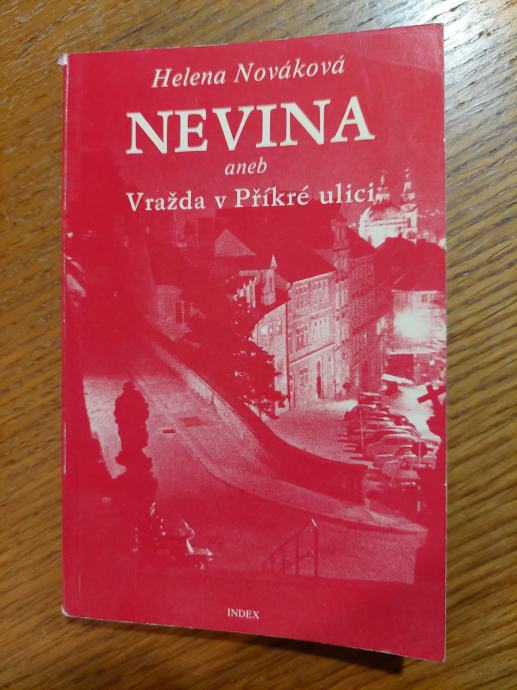 Helena Nováková
NEVINA
aneb
Vražda v Příkré ulici
INDEX